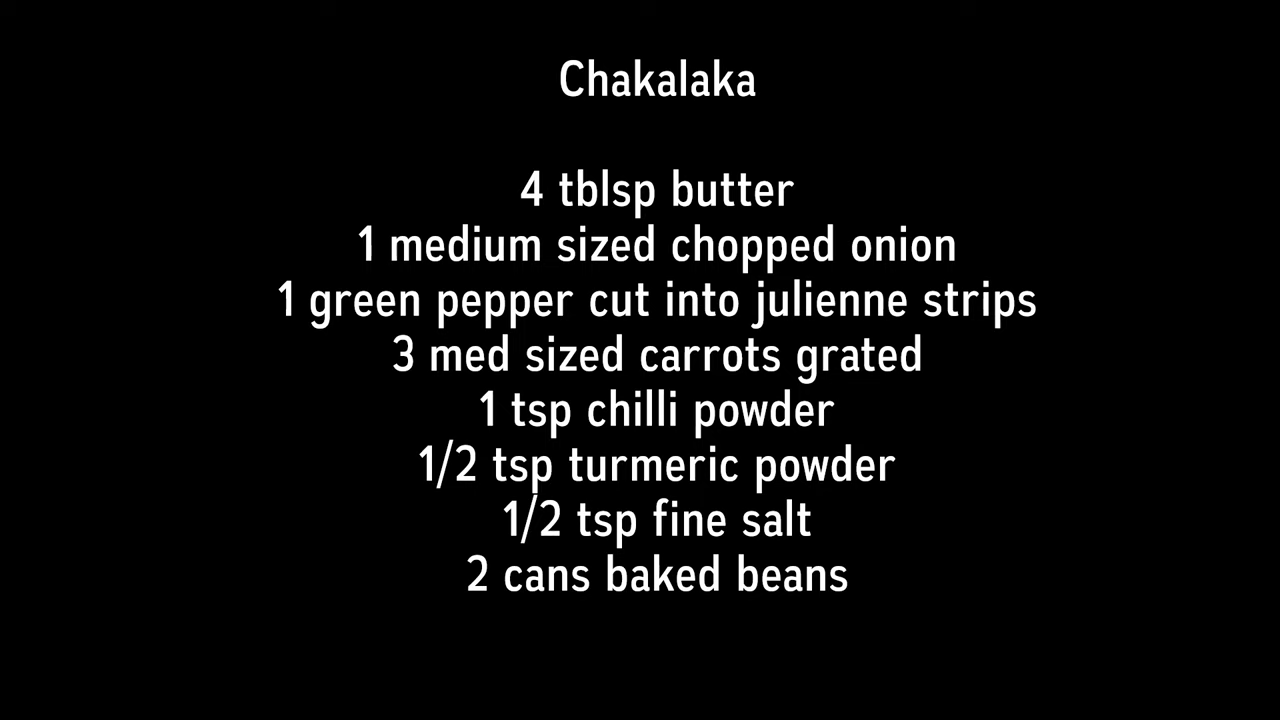 Chakalaka
4 tblsp butter
1 medium sized chopped onion
1 green pepper cut into julienne strips
3 med sized carrots grated
1 tsp chilli powder
1/2 tsp turmeric powder
1/2 tsp fine salt
2 cans baked beans